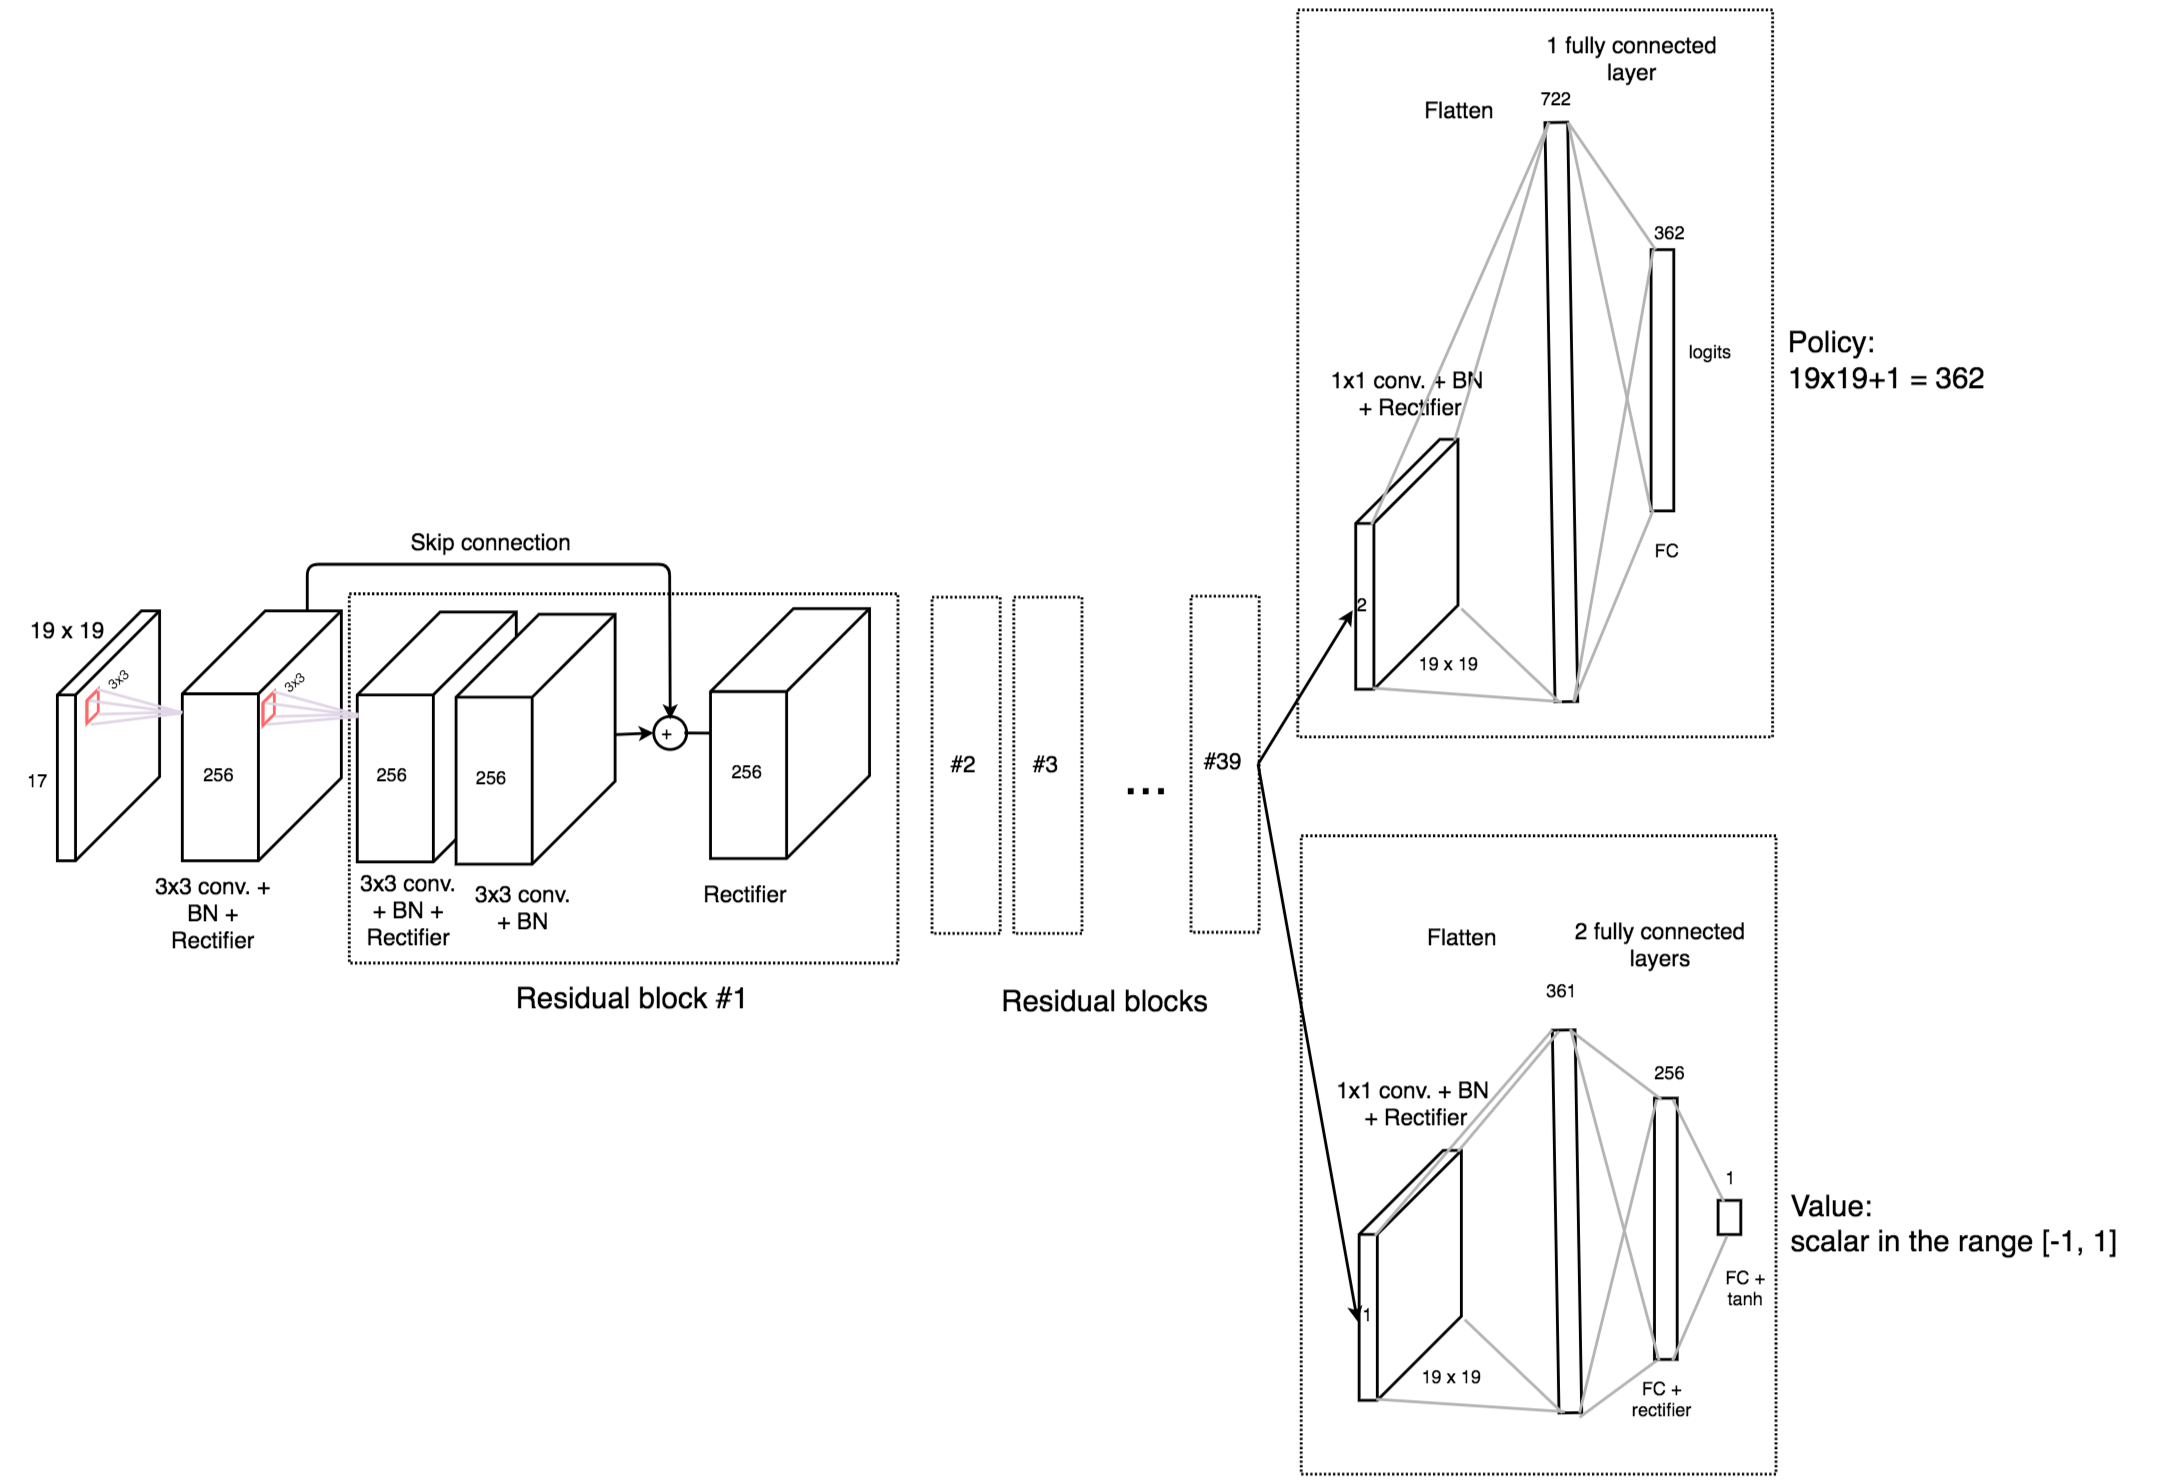 19 x 19
3x3
17
256
3x3 conv. +
BN +
Rectifier
3x3
Skip connection
256
3x3 conv.
+ BN +
Rectifier
256
3x3 conv.
+ BN
+
256
Rectifier
Residual block #1
#2
#3
...
#39
Residual blocks
1 fully connected
layer
Flatten
722
362
1x1 conv. + BN
+ Rectifier
2
19 x 19
logits
FC
Policy:
19x19+1 = 362
2 fully connected
layers
Flatten
361
256
1x1 conv. + BN
+ Rectifier
1
19 x 19
1
FC +
tanh
FC +
rectifier
Value:
scalar in the range [-1, 1]